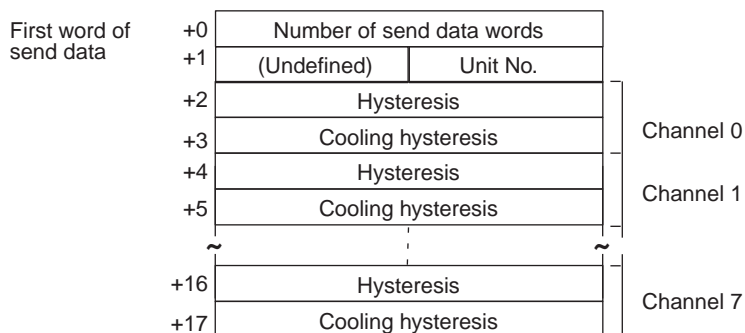 First word of
send data
+0 Number of send data words
+1 (Undefined) Unit No.
+2 Hysteresis
+3 Cooling hysteresis
Channel 0
+4 Hysteresis
+5 Cooling hysteresis
Channel 1
~ ~
+16 Hysteresis
+17 Cooling hysteresis
Channel 7